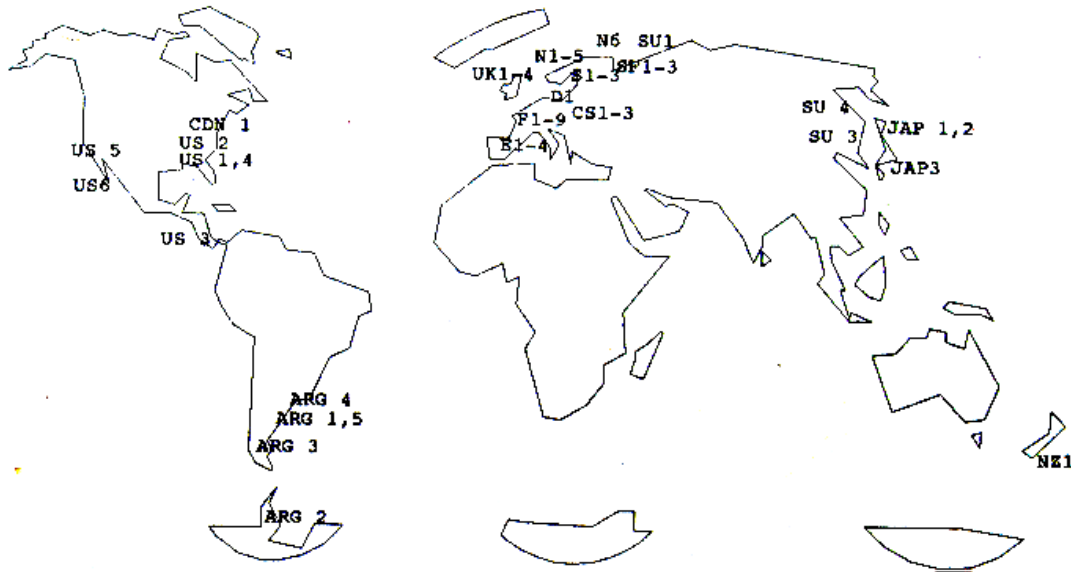 N6 SU1
N1-5
UK1-4 S1-3 SF1-3
D1
SU 4
CDN 1 F1-9 CS1-3
JAP 1,2
US 2 SU 3
US 5 E1-4
US 1,4
JAP3
US6
US 3
ARG 4
ARG 1,5
ARG 3
NZ1
ARG 2